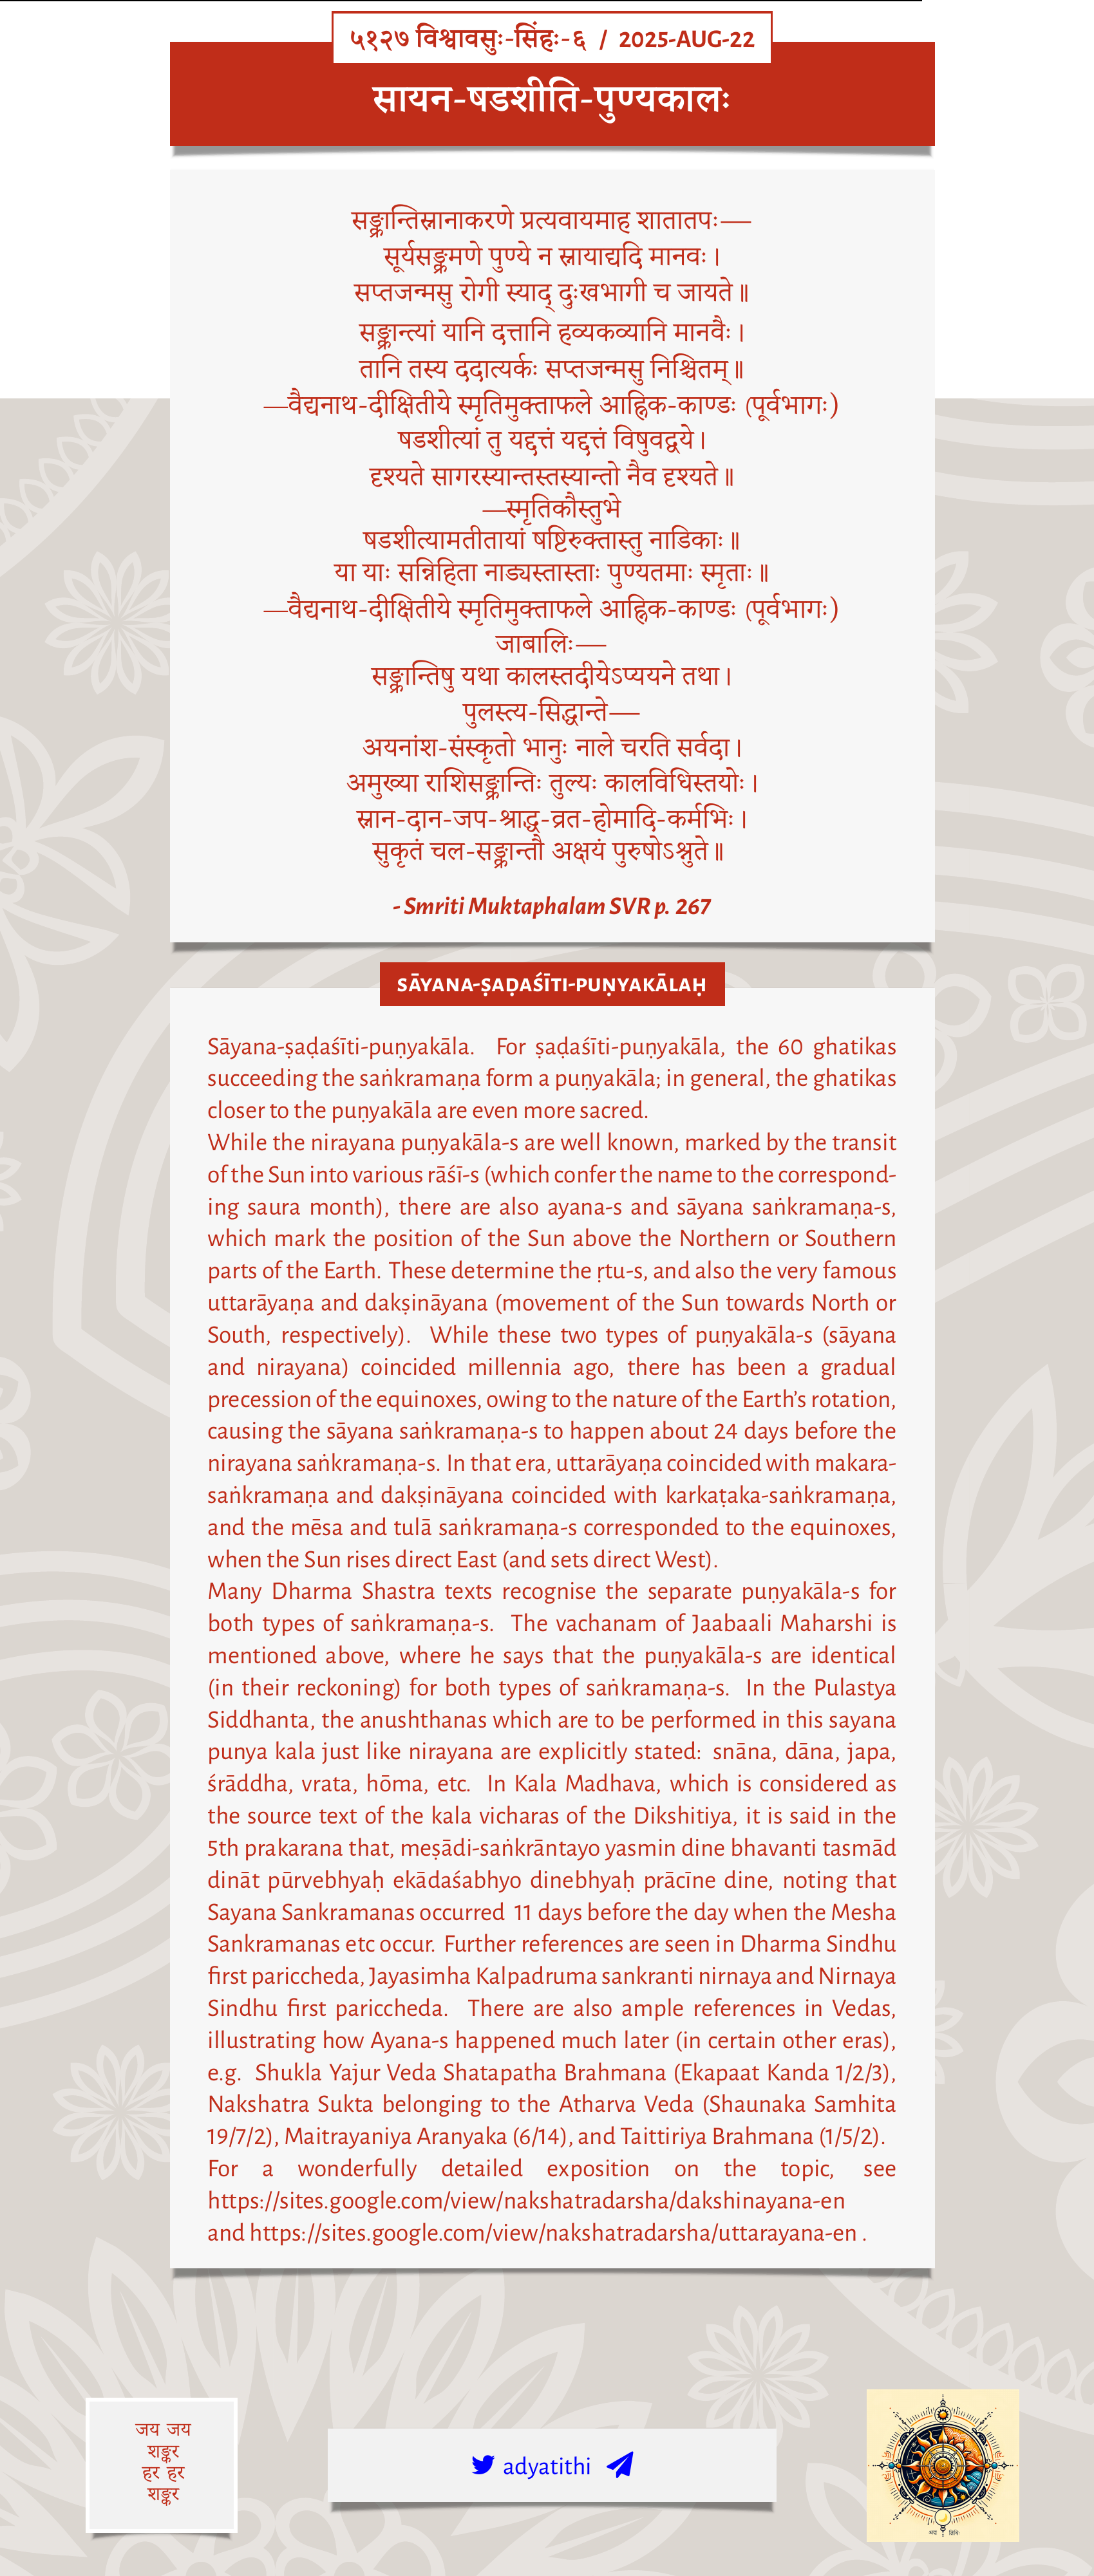 ५१२७ विश्वावसुः-सिंहः-६ / 2025-AUG-22
सायन-षडशीति-पुण्यकालः
सङ्क्रान्तिस्नानाकरणे प्रत्यवायमाह शातातपः—
सूर्यसङ्क्रमणे पुण्ये न स्नायाद्यदि मानवः।
सप्तजन्मसु रोगी स्याद् दुःखभागी च जायते॥
सङ्क्रान्त्यां यानि दत्तानि हव्यकव्यानि मानवैः।
तानि तस्य ददात्यर्कः सप्तजन्मसु निश्चितम्॥
—वैद्यनाथ-दीक्षितीये स्मृतिमुक्ताफले आह्निक-काण्डः (पूर्वभागः)
षडशीत्यां तु यद्दत्तं यद्दत्तं विषुवद्वये।
दृश्यते सागरस्यान्तस्तस्यान्तो नैव दृश्यते॥
—स्मृतिकौस्तुभे
षडशीत्यामतीतायां षष्टिरुक्तास्तु नाडिकाः॥
या याः सन्निहिता नाड्यस्तास्ताः पुण्यतमाः स्मृताः॥
—वैद्यनाथ-दीक्षितीये स्मृतिमुक्ताफले आह्निक-काण्डः (पूर्वभागः)
जाबालिः—
सङ्क्रान्तिषु यथा कालस्तदीयेऽप्ययने तथा।
पुलस्त्य-सिद्धान्ते—
अयनांश-संस्कृतो भानुः नाले चरति सर्वदा।
अमुख्या राशिसङ्क्रान्तिः तुल्यः कालविधिस्तयोः।
स्नान-दान-जप-श्राद्ध-व्रत-होमादि-कर्मभिः।
सुकृतं चल-सङ्क्रान्तौ अक्षयं पुरुषोऽश्नुते॥
- Smriti Muktaphalam SVR p. 267
SĀYANA-ṢAḌAŚĪTI-PUṆYAKĀLAḤ
Sāyana-ṣaḍaśīti-puṇyakāla. For ṣaḍaśīti-puṇyakāla, the 60 ghatikas
succeeding the saṅkramaṇa form a puṇyakāla; in general, the ghatikas
closer to the puṇyakāla are even more sacred.
While the nirayana puṇyakāla-s are well known, marked by the transit
of the Sun into various rāśī-s (which confer the name to the correspond-
ing saura month), there are also ayana-s and sāyana saṅkramaṇa-s,
which mark the position of the Sun above the Northern or Southern
parts of the Earth. These determine the ṛtu-s, and also the very famous
uttarāyaṇa and dakṣināyana (movement of the Sun towards North or
South, respectively). While these two types of puṇyakāla-s (sāyana
and nirayana) coincided millennia ago, there has been a gradual
precession of the equinoxes, owing to the nature of the Earth’s rotation,
causing the sāyana saṅkramaṇa-s to happen about 24 days before the
nirayana saṅkramaṇa-s. In that era, uttarāyaṇa coincided with makara-
saṅkramaṇa and dakṣināyana coincided with karkaṭaka-saṅkramaṇa,
and the mēsa and tulā saṅkramaṇa-s corresponded to the equinoxes,
when the Sun rises direct East (and sets direct West).
Many Dharma Shastra texts recognise the separate puṇyakāla-s for
both types of saṅkramaṇa-s. The vachanam of Jaabaali Maharshi is
mentioned above, where he says that the puṇyakāla-s are identical
(in their reckoning) for both types of saṅkramaṇa-s. In the Pulastya
Siddhanta, the anushthanas which are to be performed in this sayana
punya kala just like nirayana are explicitly stated: snāna, dāna, japa,
śrāddha, vrata, hōma, etc. In Kala Madhava, which is considered as
the source text of the kala vicharas of the Dikshitiya, it is said in the
5th prakarana that, meṣādi-saṅkrāntayo yasmin dine bhavanti tasmād
dināt pūrvebhyaḥ ekādaśabhyo dinebhyaḥ prācīne dine, noting that
Sayana Sankramanas occurred 11 days before the day when the Mesha
Sankramanas etc occur. Further references are seen in Dharma Sindhu
first pariccheda, Jayasimha Kalpadruma sankranti nirnaya and Nirnaya
Sindhu first pariccheda. There are also ample references in Vedas,
illustrating how Ayana-s happened much later (in certain other eras),
e.g. Shukla Yajur Veda Shatapatha Brahmana (Ekapaat Kanda 1/2/3),
Nakshatra Sukta belonging to the Atharva Veda (Shaunaka Samhita
19/7/2), Maitrayaniya Aranyaka (6/14), and Taittiriya Brahmana (1/5/2).
For a wonderfully detailed exposition on the topic, see
https://sites.google.com/view/nakshatradarsha/dakshinayana-en
and https://sites.google.com/view/nakshatradarsha/uttarayana-en .
जय जय
शङ्कर
हर हर
शङ्कर
adyatithi
अद्य तिथिः